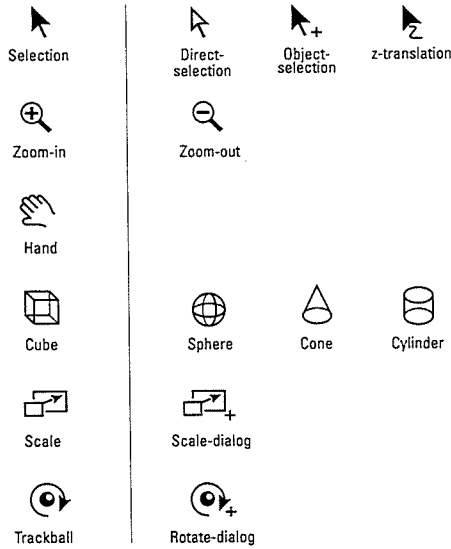 Selection
Direct-
selection
Object-
selection
z-translation
Zoom-in
Zoom-out
Hand
Cube
Sphere
Cone
Cylinder
Scale
Scale-dialog
Trackball
Rotate-dialog